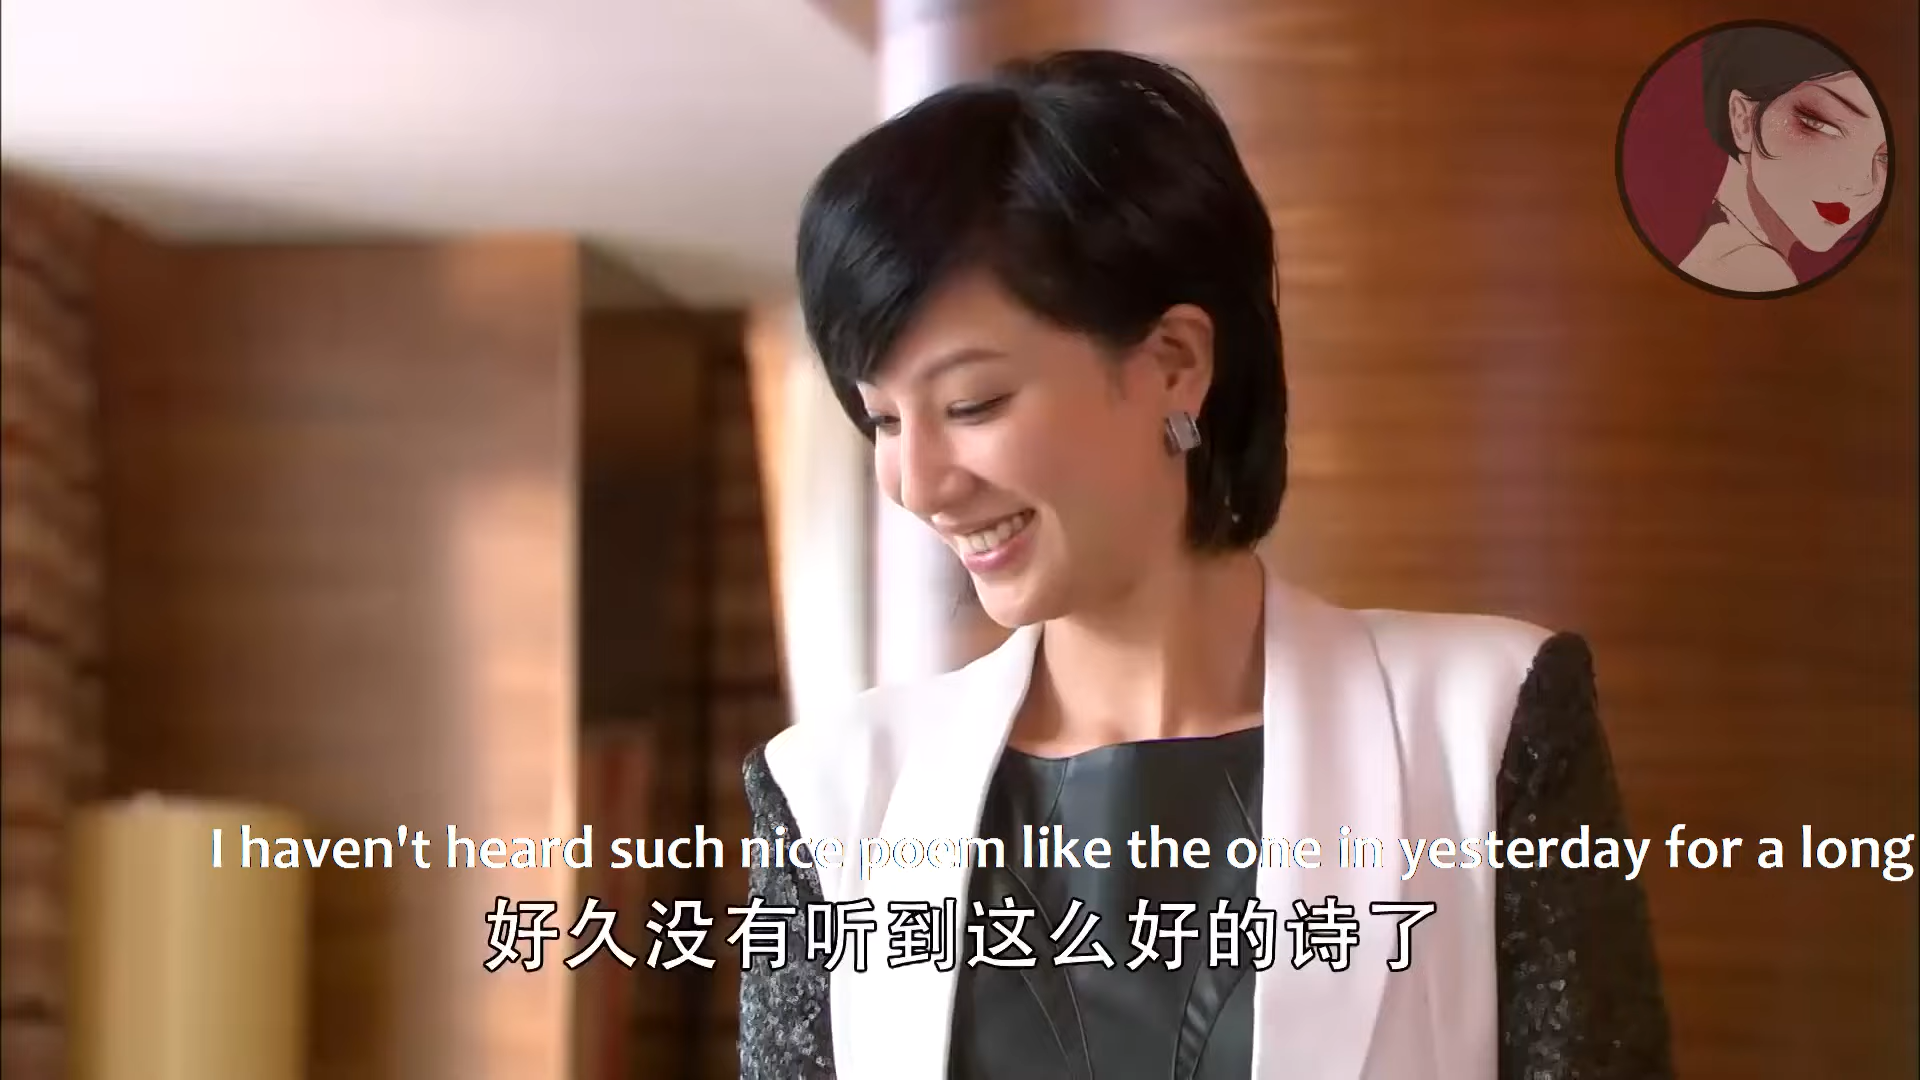 I haven't heard such nice poem like the one in yesterday for a long
好久没有听到这么好的诗了